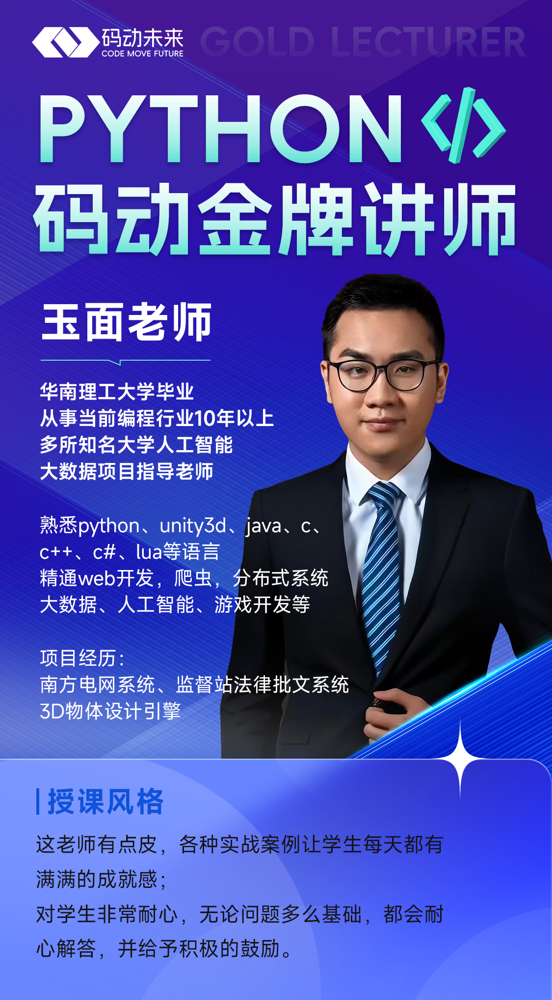 码动未来
CODE MOVE FUTURE
GOLD LECTURER
PYTHON </>
码动金牌讲师
玉面老师
华南理工大学毕业
从事当前编程行业10年以上
多所知名大学人工智能
大数据项目指导老师
熟悉python、unity3d、java、c、
c++、c#、lua等语言
精通web开发，爬虫，分布式系统
大数据、人工智能、游戏开发等
项目经历：
南方电网系统、监督站法律批文系统
3D物体设计引擎
授课风格
这老师有点皮，各种实战案例让学生每天都有
满满的成就感；
对学生非常耐心，无论问题多么基础，都会耐
心解答，并给予积极的鼓励。